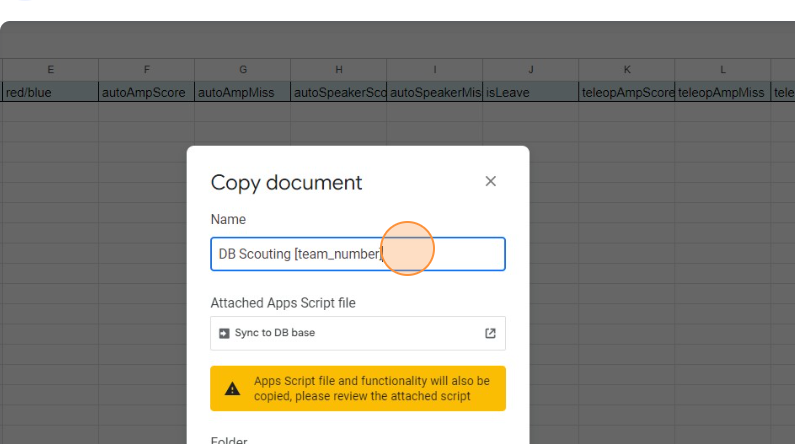 E F G H I J K L
red/blue autoAmpScore autoAmpMiss autoSpeakerSco autoSpeakerMis isLeave teleopAmpScore teleopAmpMiss tele
Copy document
Name
DB Scouting [team_number]
Attached Apps Script file
Sync to DB base
Apps Script file and functionality will also be
copied, please review the attached script
Folder